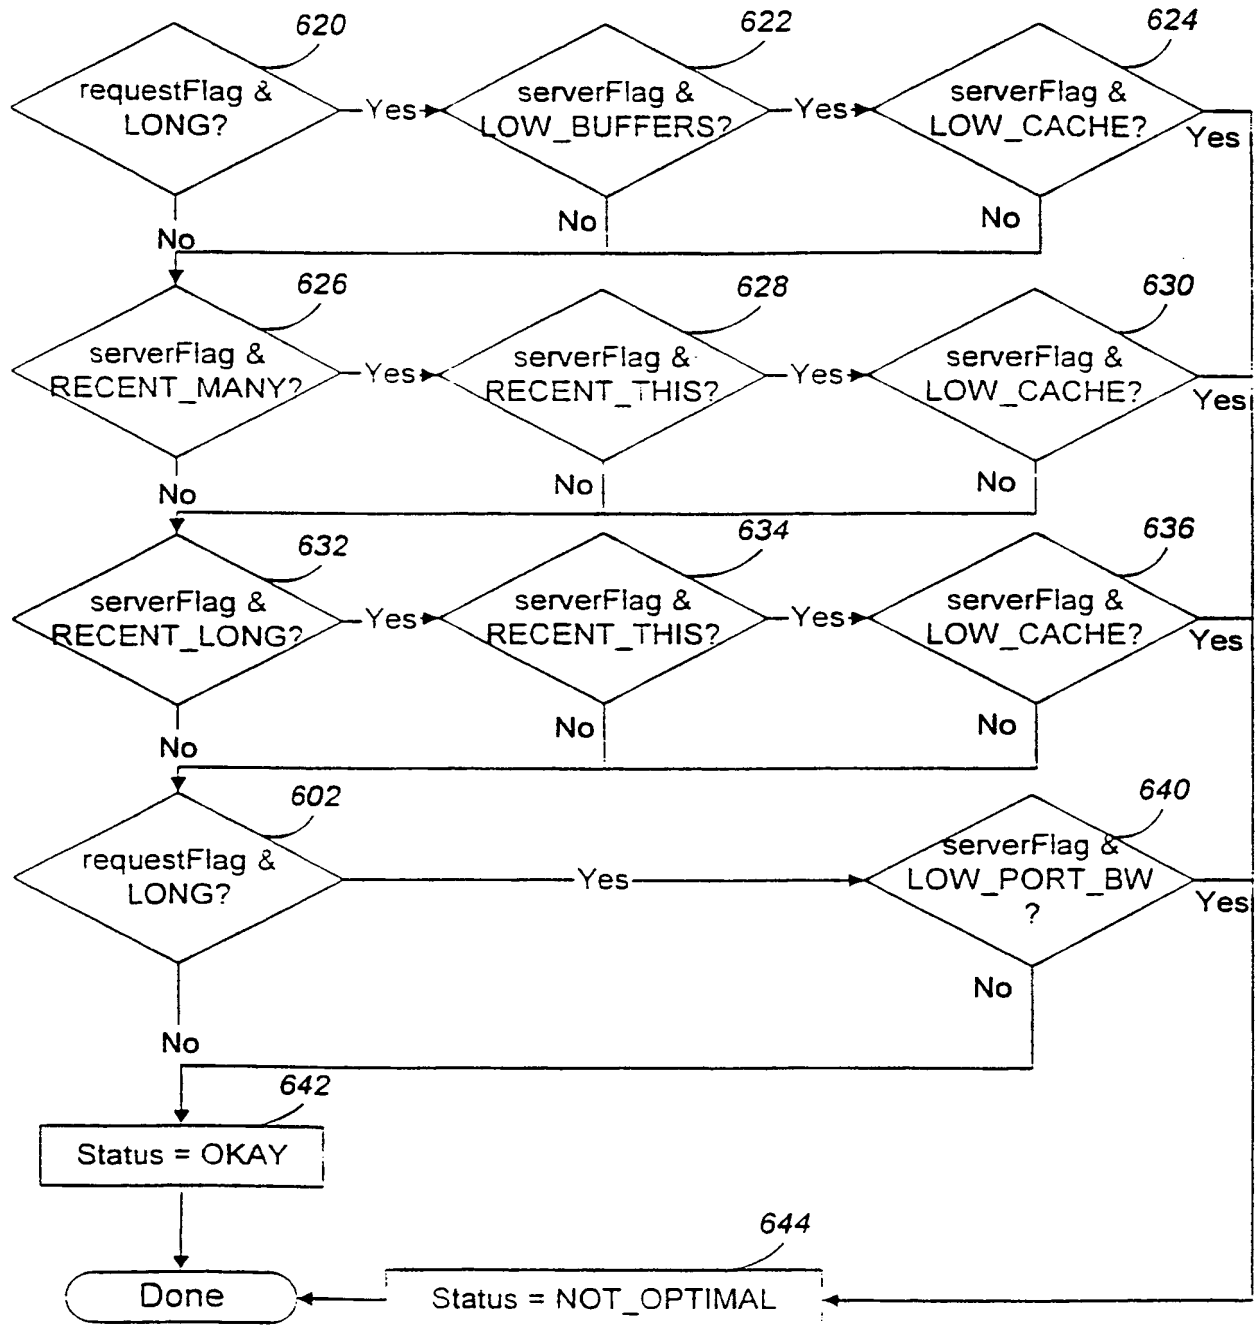 620
622
624
requestFlag &
LONG?
Yes
serverFlag &
LOW_BUFFERS?
Yes
serverFlag &
LOW_CACHE?
Yes
No
No
No
626
628
630
serverFlag &
RECENT_MANY?
Yes
serverFlag &
RECENT_THIS?
Yes
serverFlag &
LOW_CACHE?
Yes
No
No
No
632
634
636
serverFlag &
RECENT_LONG?
Yes
serverFlag &
RECENT_THIS?
Yes
serverFlag &
LOW_CACHE?
Yes
No
No
No
602
640
requestFlag &
LONG?
Yes
serverFlag &
LOW_PORT_BW
?
Yes
No
No
642
Status = OKAY
644
Done
Status = NOT_OPTIMAL